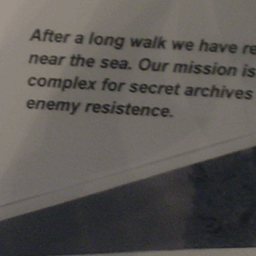 After a long walk we have re
near the sea. Our mission is
complex for secret archives
enemy resistence.